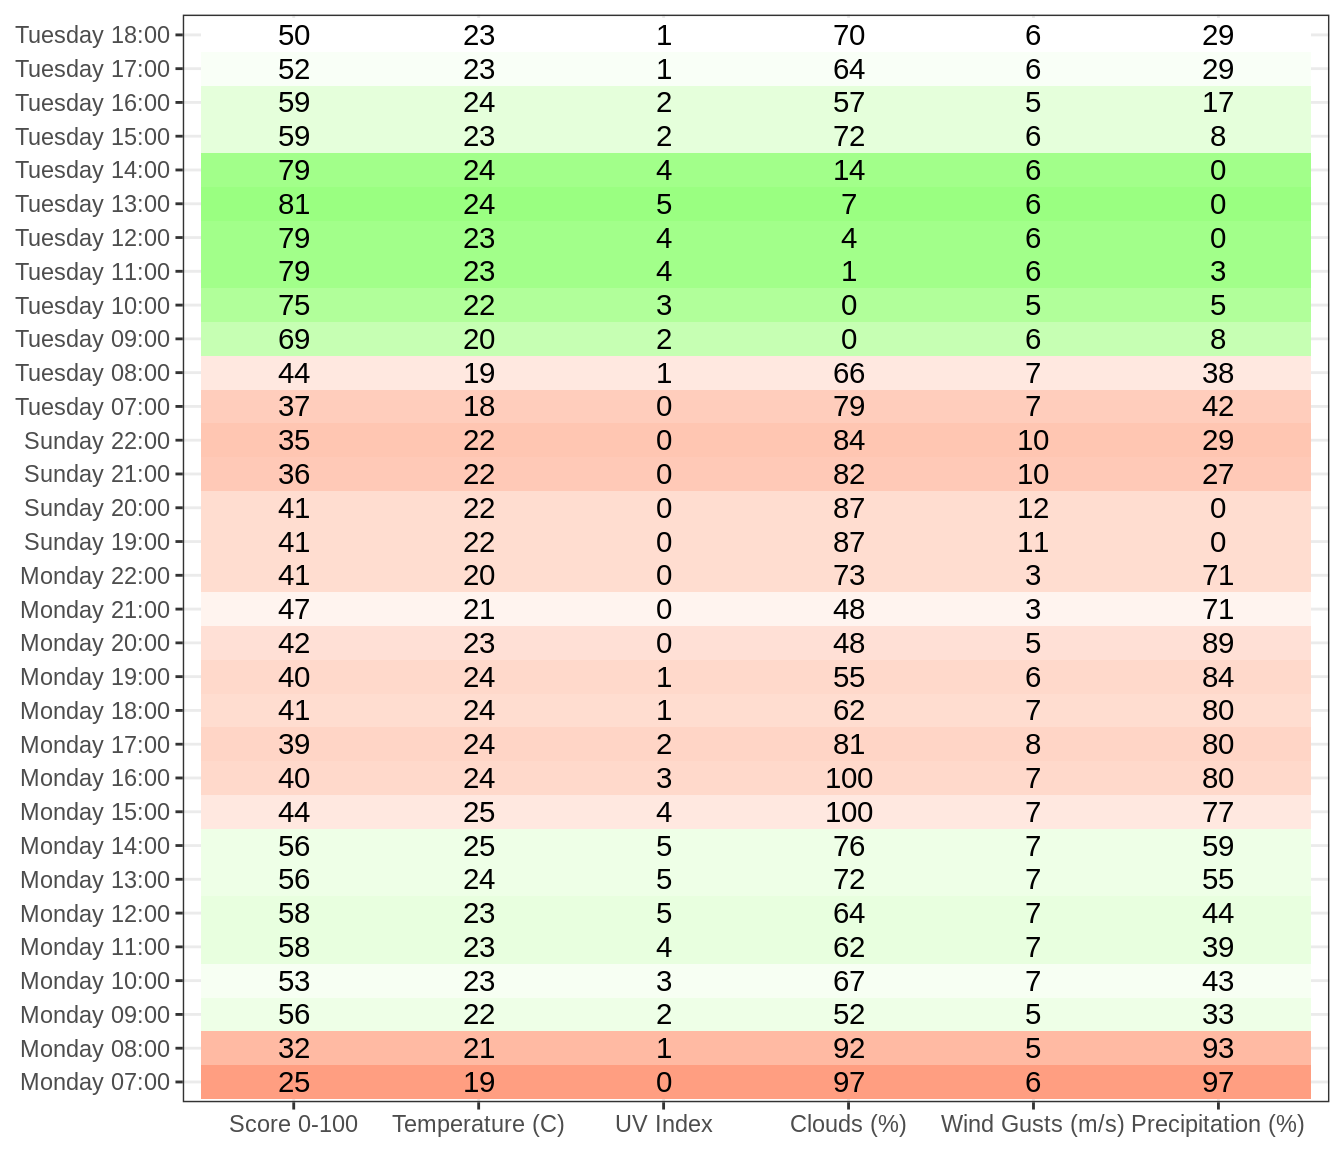 Tuesday 18:00 50 23 1 70 6 29
Tuesday 17:00 52 23 1 64 6 29
Tuesday 16:00 59 24 2 57 5 17
Tuesday 15:00 59 23 2 72 6 8
Tuesday 14:00 79 24 4 14 6 0
Tuesday 13:00 81 24 5 7 6 0
Tuesday 12:00 79 23 4 4 6 0
Tuesday 11:00 79 23 4 1 6 3
Tuesday 10:00 75 22 3 0 5 5
Tuesday 09:00 69 20 2 0 6 8
Tuesday 08:00 44 19 1 66 7 38
Tuesday 07:00 37 18 0 79 7 42
Sunday 22:00 35 22 0 84 10 29
Sunday 21:00 36 22 0 82 10 27
Sunday 20:00 41 22 0 87 12 0
Sunday 19:00 41 22 0 87 11 0
Monday 22:00 41 20 0 73 3 71
Monday 21:00 47 21 0 48 3 71
Monday 20:00 42 23 0 48 5 89
Monday 19:00 40 24 1 55 6 84
Monday 18:00 41 24 1 62 7 80
Monday 17:00 39 24 2 81 8 80
Monday 16:00 40 24 3 100 7 80
Monday 15:00 44 25 4 100 7 77
Monday 14:00 56 25 5 76 7 59
Monday 13:00 56 24 5 72 7 55
Monday 12:00 58 23 5 64 7 44
Monday 11:00 58 23 4 62 7 39
Monday 10:00 53 23 3 67 7 43
Monday 09:00 56 22 2 52 5 33
Monday 08:00 32 21 1 92 5 93
Monday 07:00 25 19 0 97 6 97
Score 0-100 Temperature (C) UV Index Clouds (%) Wind Gusts (m/s) Precipitation (%)